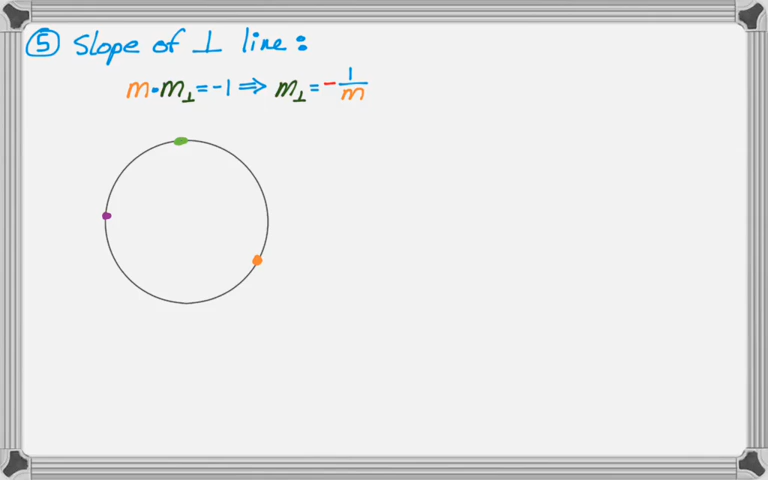 ⑤ Slope of ⊥ line:
m·m⊥=-1⇒ m⊥=-1/m